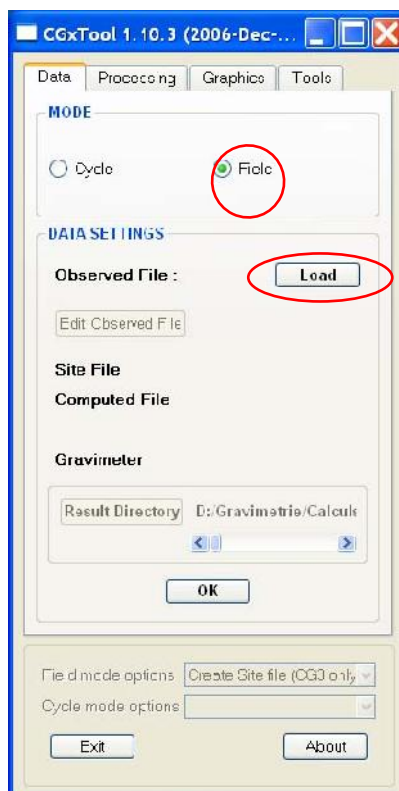 CGxTool 1.10.3 (2006-Dec-...
Data Processing Graphics Tools
MODE
Cycle Field
DATA SETTINGS
Observed File : Load
Edit Observed File
Site File
Computed File
Gravimeter
Result Directory D:/Gravimetrie/Calculs
OK
Field mode options Create Site file (CG3 only
Cycle mode options
Exit About